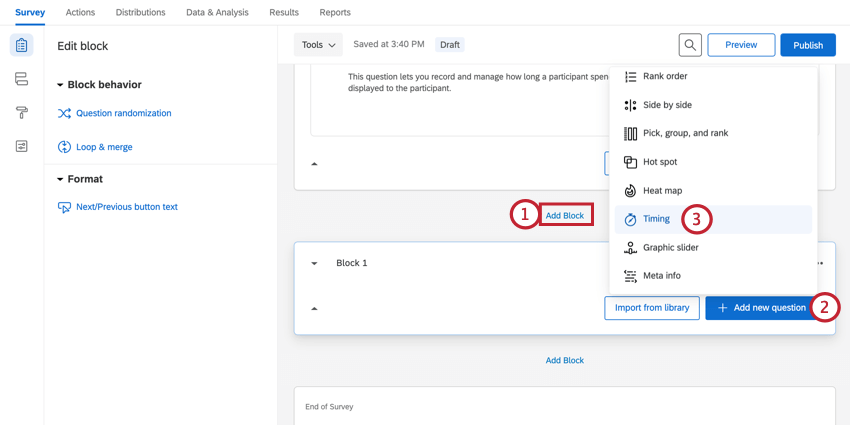 Survey Actions Distributions Data & Analysis Results Reports
Edit block
Tools Saved at 3:40 PM Draft Preview Publish
Block behavior
Question randomization
Loop & merge
Format
Next/Previous button text
This question lets you record and manage how long a participant spen
displayed to the participant.
1 Add Block
Block 1
Import from library + Add new question 2
Add Block
End of Survey
Rank order
Side by side
Pick, group, and rank
Hot spot
Heat map
Timing 3
Graphic slider
Meta info